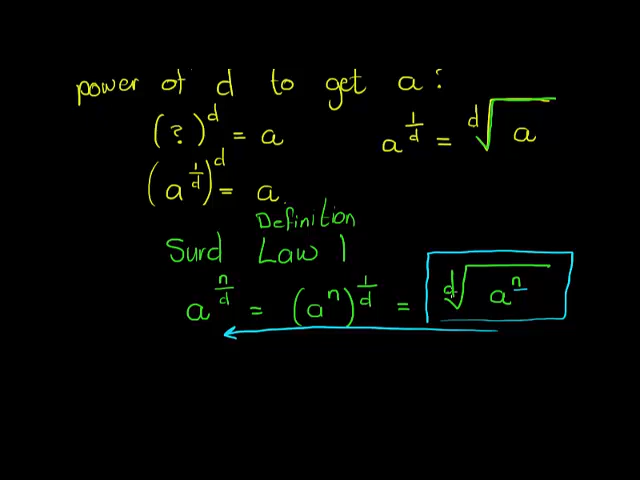 power of d to get a:
(?)^d = a
a^(1/d) = ᵈ√a
(a^(1/d))^d = a
Definition
Surd Law 1
a^(n/d) = (a^n)^(1/d) = ᵈ√(a^n)